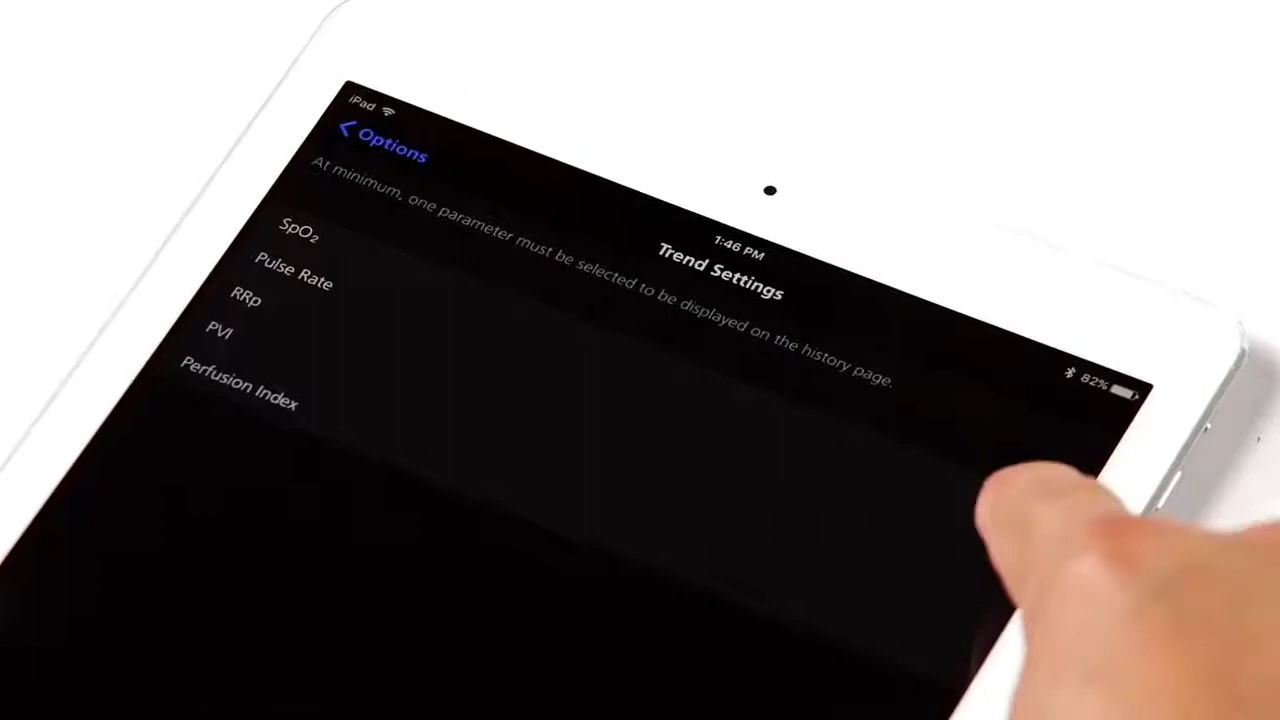 iPad
1:46 PM
82%
< Options
Trend Settings
At minimum, one parameter must be selected to be displayed on the history page.
SpO₂
Pulse Rate
RRp
PVI
Perfusion Index